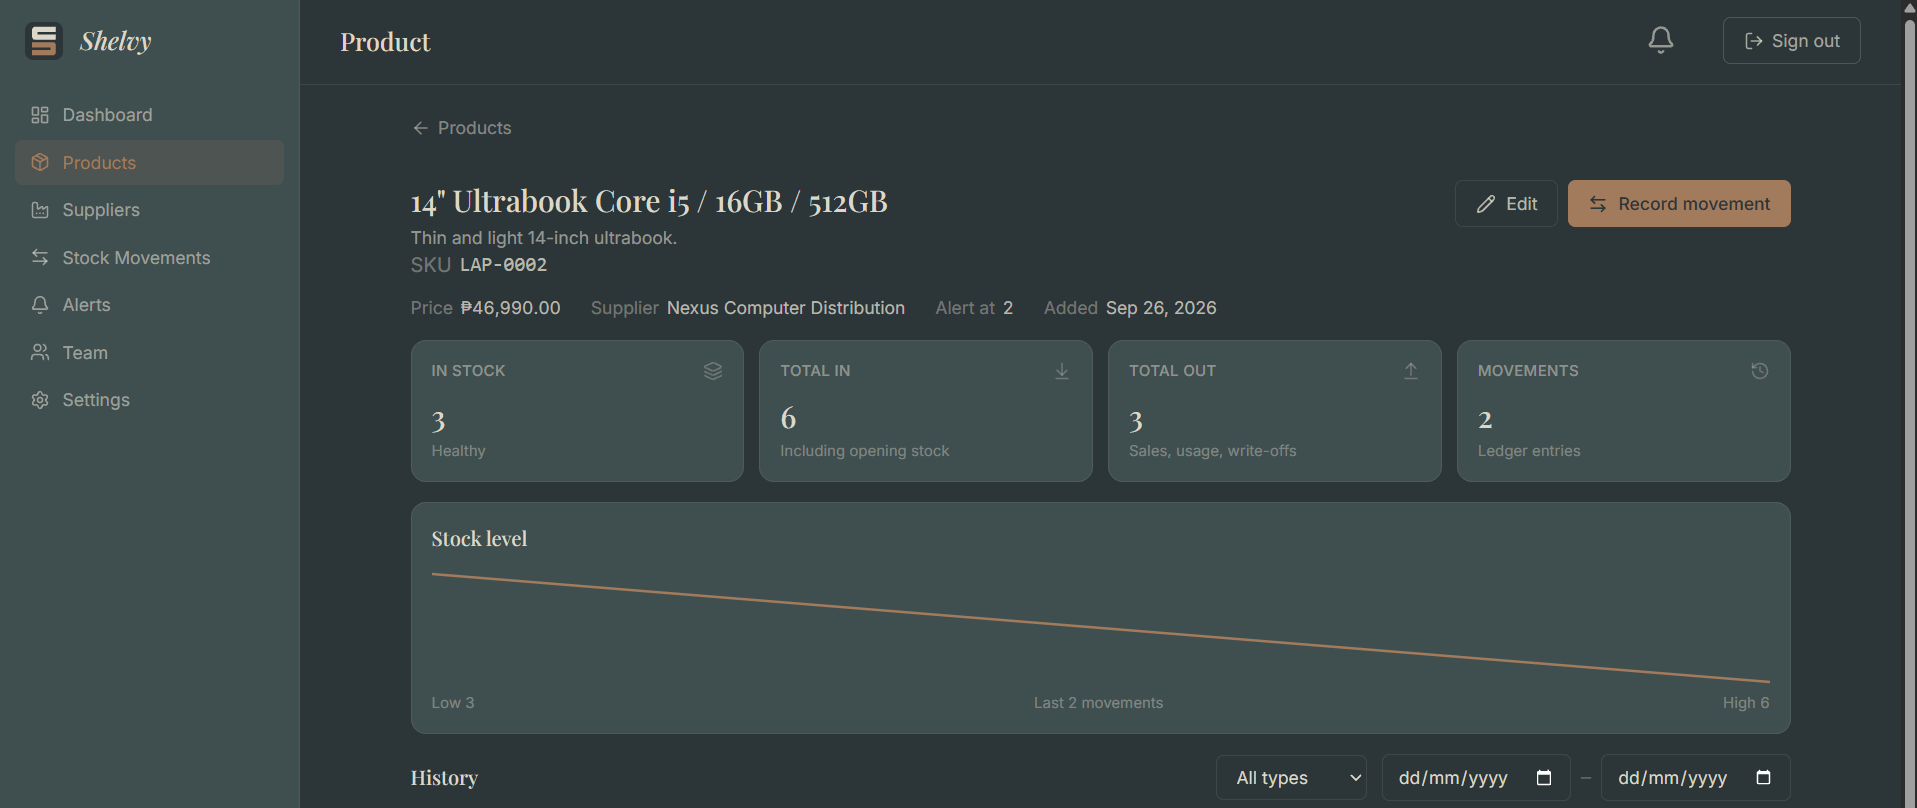 Shelvy
Product
Sign out
Dashboard
Products
Suppliers
Stock Movements
Alerts
Team
Settings
Products
14" Ultrabook Core i5 / 16GB / 512GB
Edit
Record movement
Thin and light 14-inch ultrabook.
SKU LAP-0002
Price ₱46,990.00 Supplier Nexus Computer Distribution Alert at 2 Added Sep 26, 2026
IN STOCK
3
Healthy
TOTAL IN
6
Including opening stock
TOTAL OUT
3
Sales, usage, write-offs
MOVEMENTS
2
Ledger entries
Stock level
Low 3 Last 2 movements High 6
History
All types dd/mm/yyyy – dd/mm/yyyy